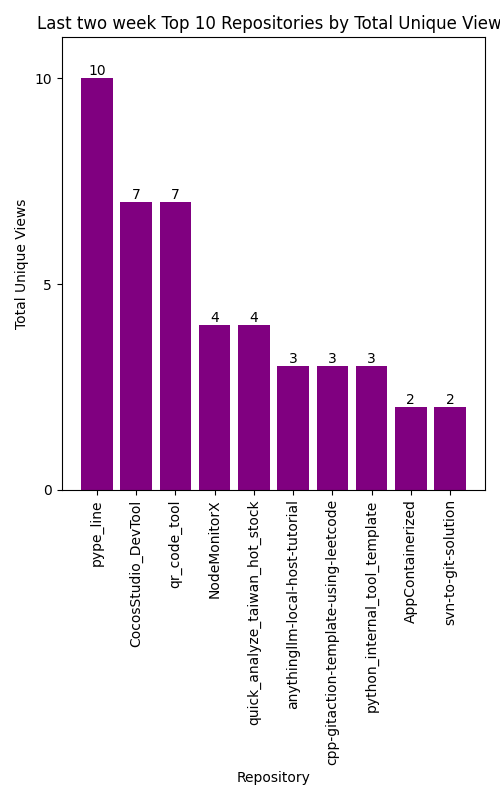 Last two week Top 10 Repositories by Total Unique View
Total Unique Views
10
5
0
10
7
7
4
4
3
3
3
2
2
pype_line
CocosStudio_DevTool
qr_code_tool
NodeMonitorX
quick_analyze_taiwan_hot_stock
anythingllm-local-host-tutorial
cpp-gitaction-template-using-leetcode
python_internal_tool_template
AppContainerized
svn-to-git-solution
Repository